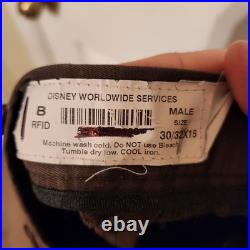 DISNEY WORLDWIDE SERVICES
B MALE
RFID SIZE
30/32X15
Machine wash cold. Do NOT use Bleach
Tumble dry low. COOL iron.